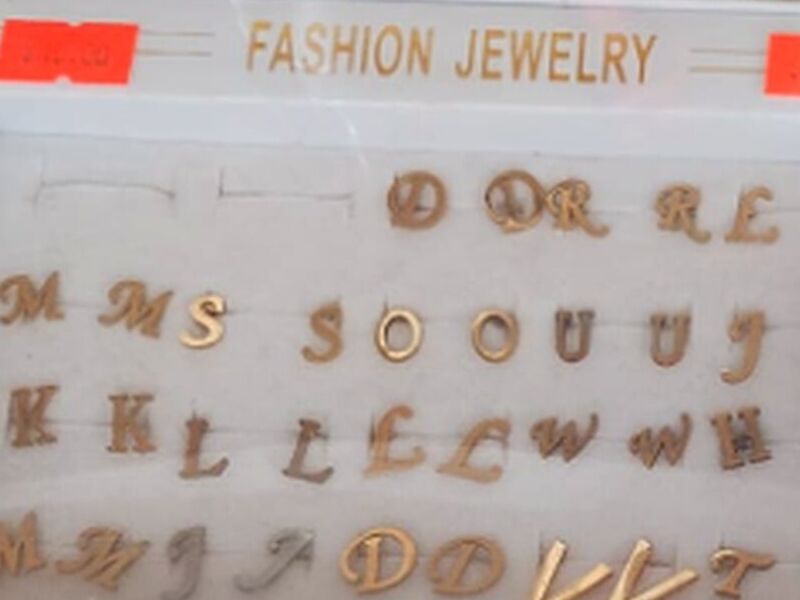 FASHION JEWELRY
D D R R L
M M S S O O U U J
K K L L L L W W H
M M J J D D K K T